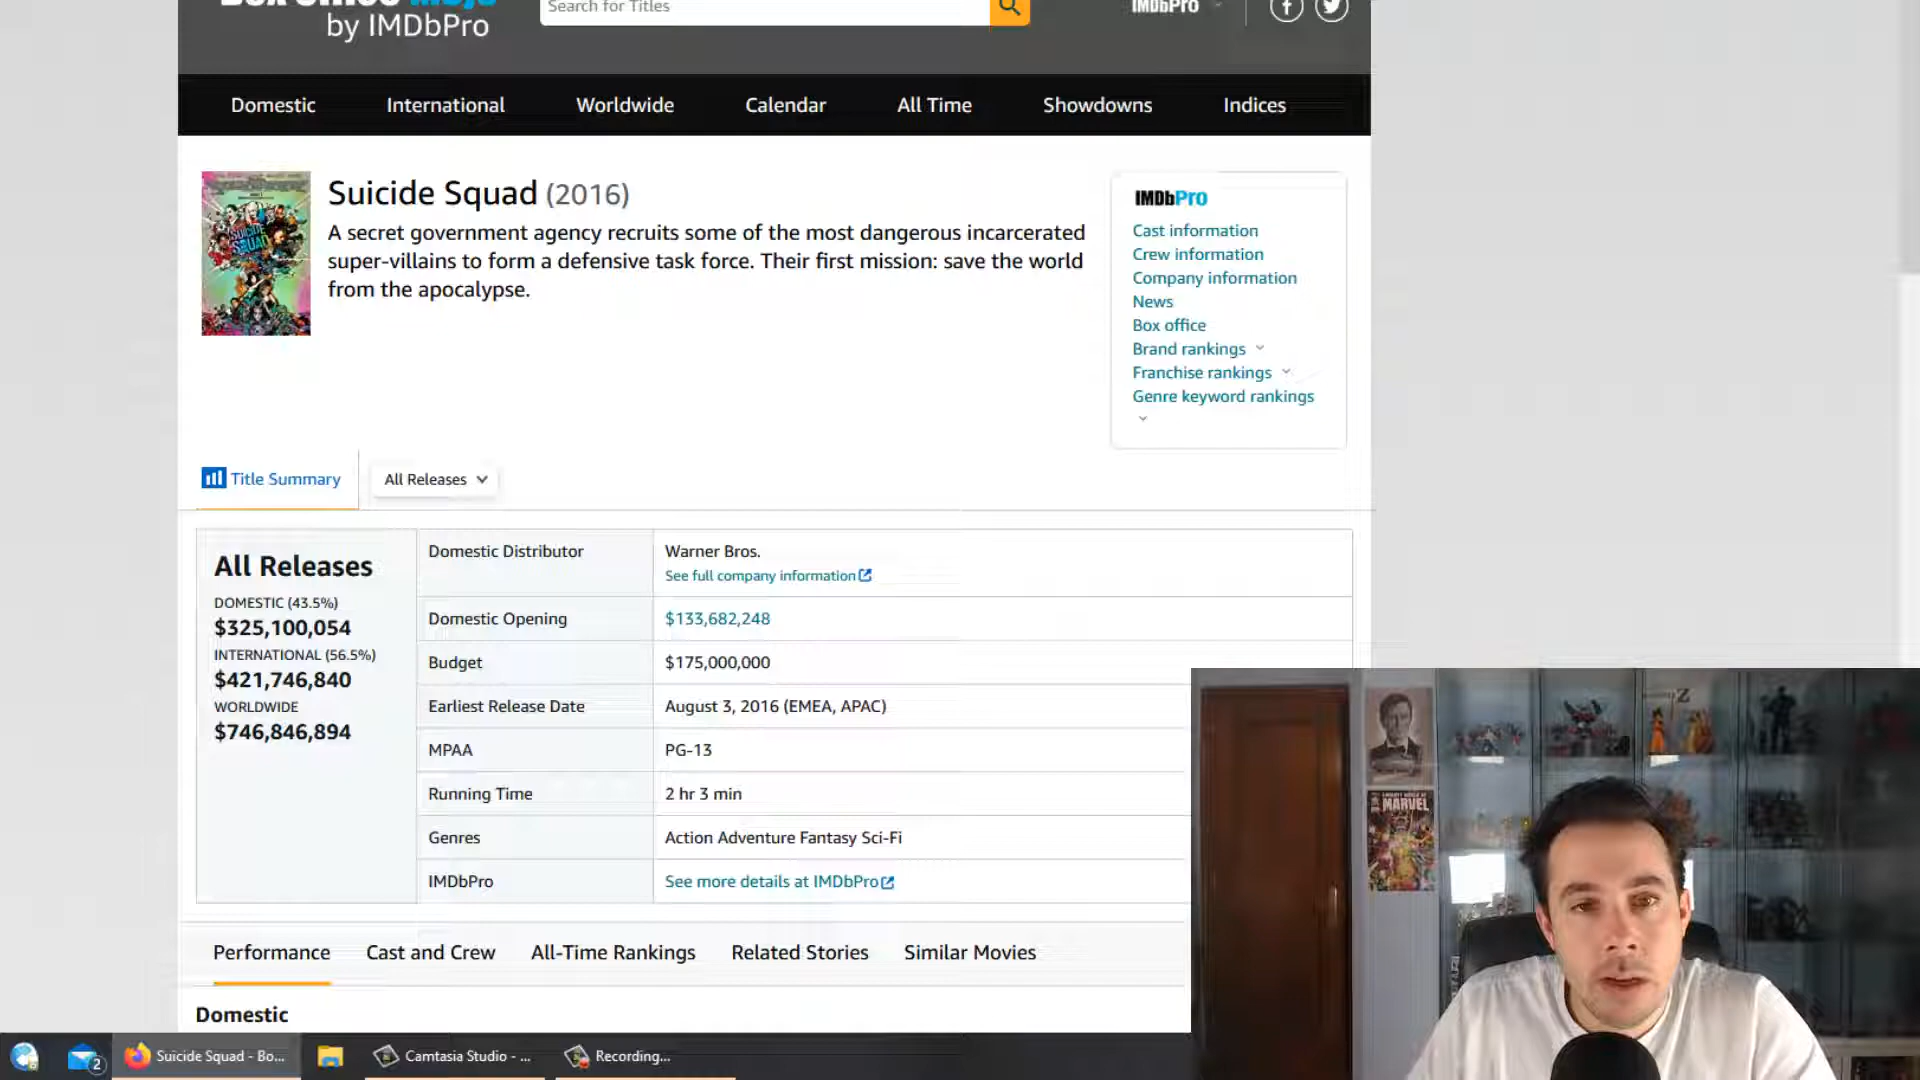 Box Office Mojo
by IMDbPro
Search for Titles
IMDbPro
Domestic
International
Worldwide
Calendar
All Time
Showdowns
Indices
Suicide Squad (2016)
A secret government agency recruits some of the most dangerous incarcerated
super-villains to form a defensive task force. Their first mission: save the world
from the apocalypse.
SUICIDE
SQUAD
IMDbPro
Cast information
Crew information
Company information
News
Box office
Brand rankings
Franchise rankings
Genre keyword rankings
Title Summary
All Releases
All Releases
DOMESTIC (43.5%)
$325,100,054
INTERNATIONAL (56.5%)
$421,746,840
WORLDWIDE
$746,846,894
Domestic Distributor
Warner Bros.
See full company information
Domestic Opening
$133,682,248
Budget
$175,000,000
Earliest Release Date
August 3, 2016 (EMEA, APAC)
MPAA
PG-13
Running Time
2 hr 3 min
Genres
Action Adventure Fantasy Sci-Fi
IMDbPro
See more details at IMDbPro
Performance
Cast and Crew
All-Time Rankings
Related Stories
Similar Movies
Domestic
MARVEL
Z
2
Suicide Squad - Bo...
Camtasia Studio - ...
Recording...